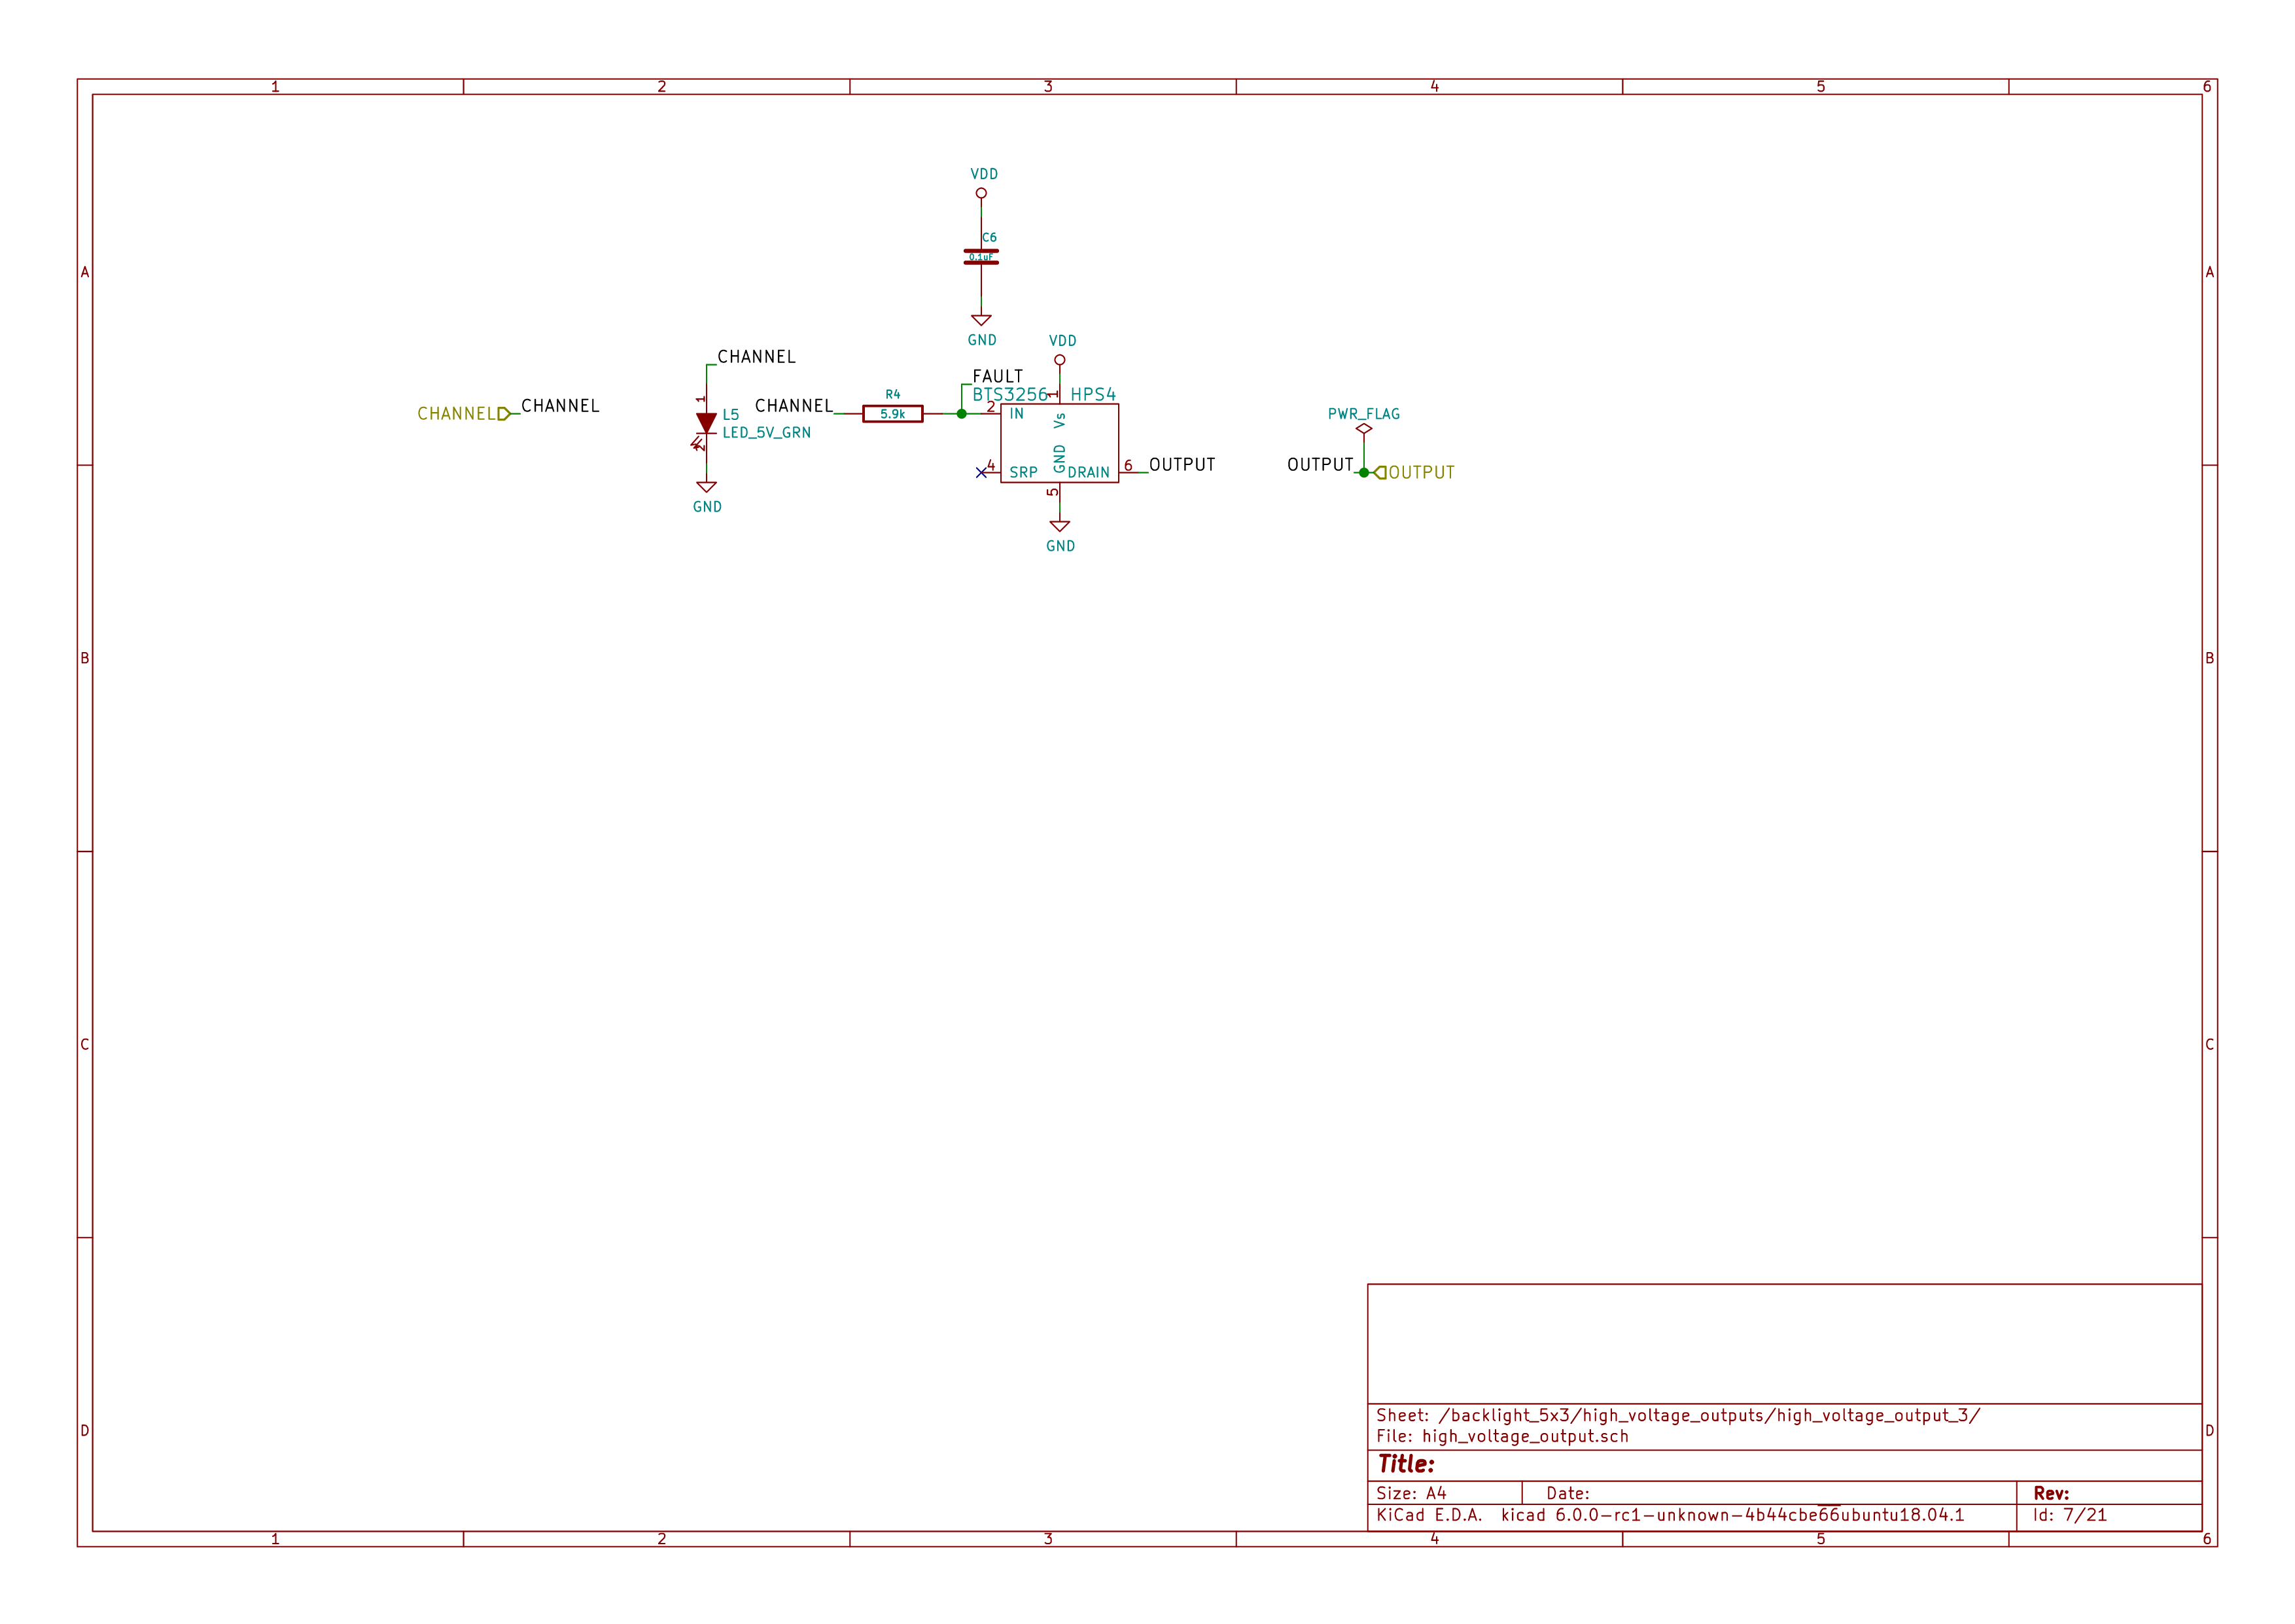 1 2 3 4 5 6
VDD
C6
0.1uF
A A
GND
VDD
CHANNEL
FAULT
R4
BTS3256 1 HPS4
CHANNEL CHANNEL
1 L5
CHANNEL 5.9k
2 IN
Vs
PWR_FLAG
LED_5V_GRN
2
4 SRP GND DRAIN 6 OUTPUT
OUTPUT OUTPUT
5
GND
GND
B B
C C
D D
Sheet: /backlight_5x3/high_voltage_outputs/high_voltage_output_3/
File: high_voltage_output.sch
Title:
Size: A4 Date: Rev:
KiCad E.D.A. kicad 6.0.0-rc1-unknown-4b44cbe66ubuntu18.04.1 Id: 7/21
1 2 3 4 5 6